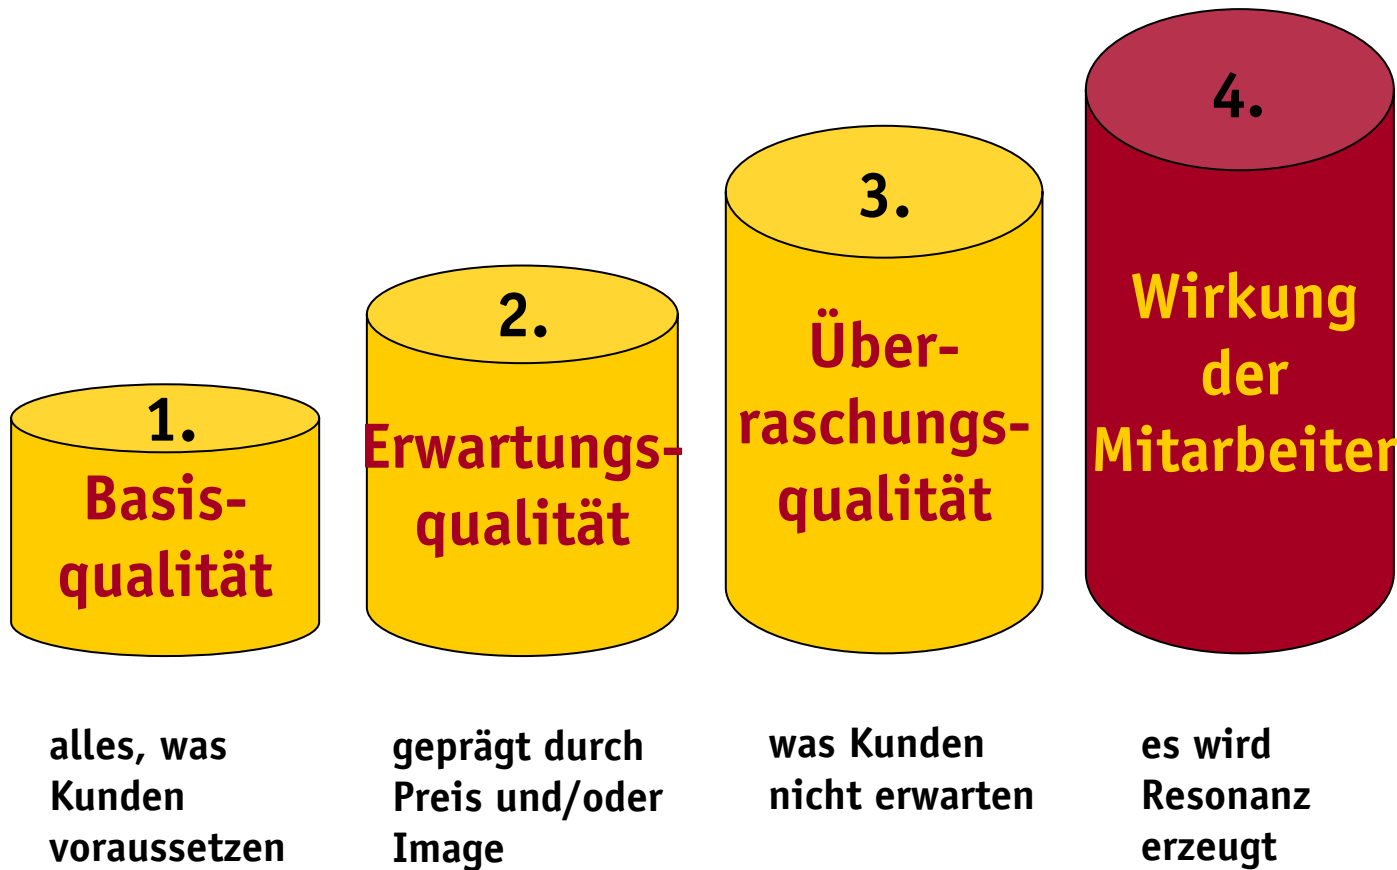 1.
Basis-
qualität
alles, was
Kunden
voraussetzen
2.
Erwartungs-
qualität
geprägt durch
Preis und/oder
Image
3.
Über-
raschungs-
qualität
was Kunden
nicht erwarten
4.
Wirkung
der
Mitarbeiter
es wird
Resonanz
erzeugt